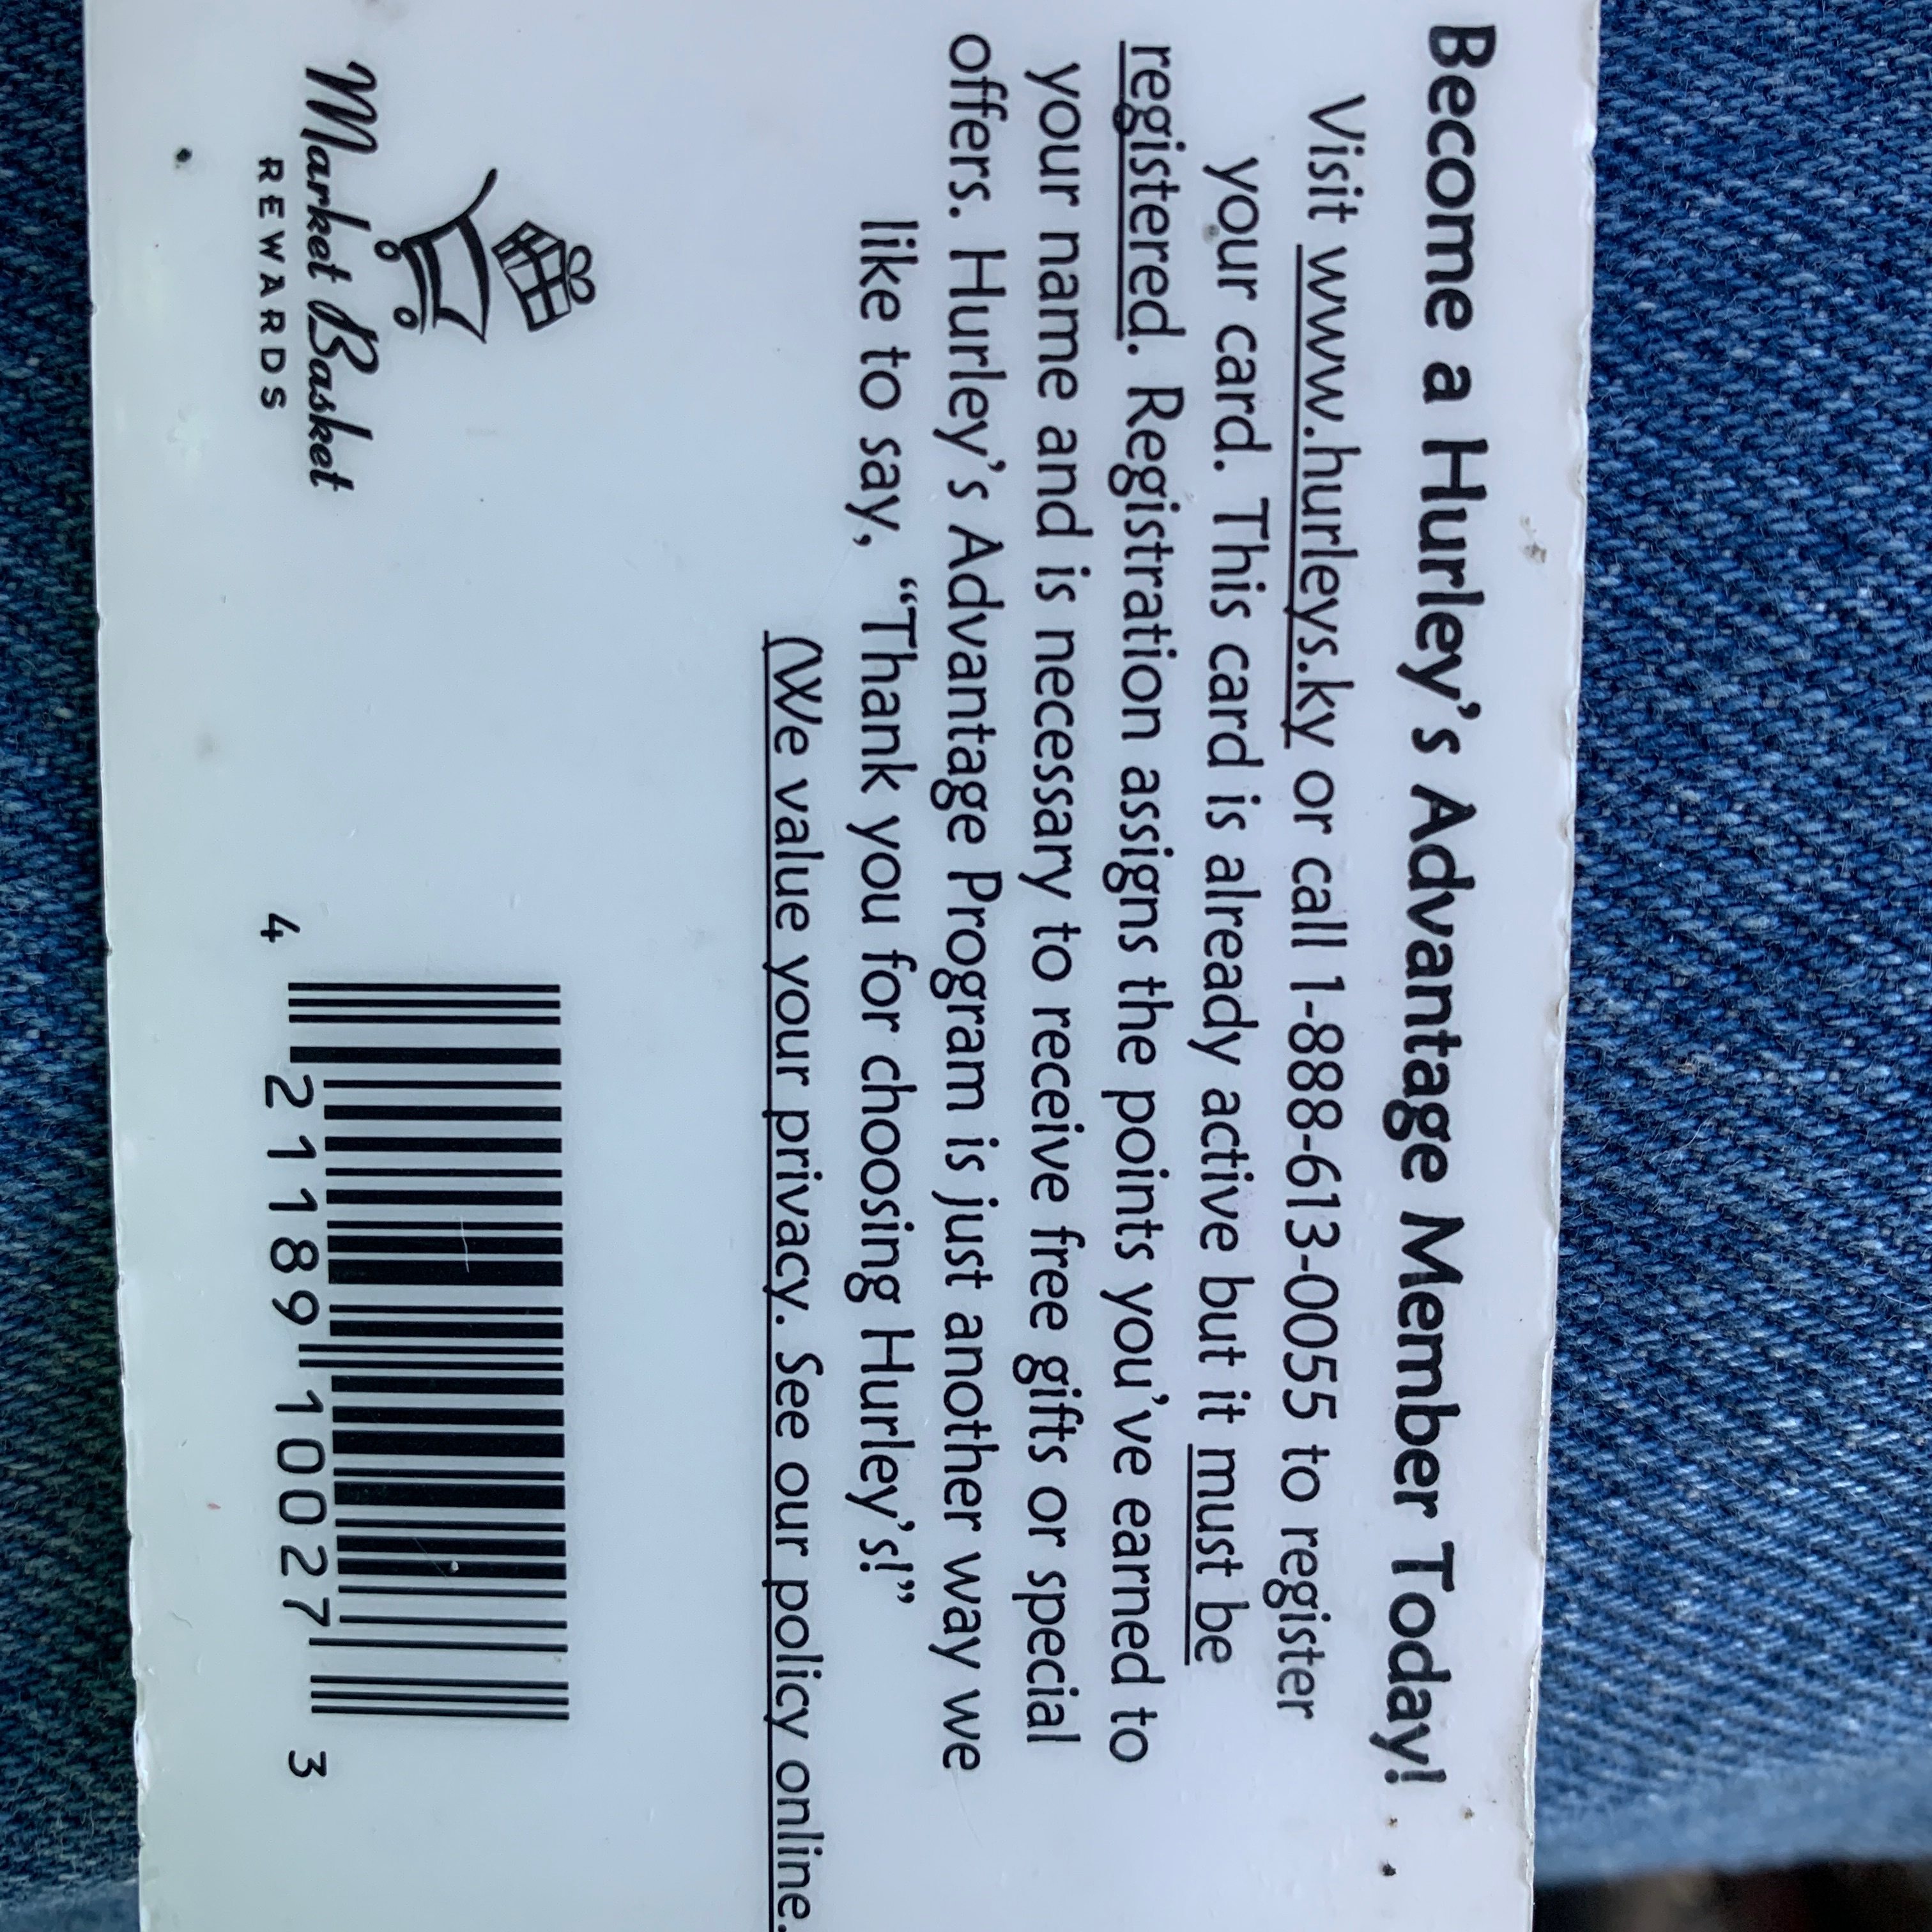 Become a Hurley's Advantage Member Today!
Visit www.hurleys.ky or call 1-888-613-0055 to register
your card. This card is already active but it must be
registered. Registration assigns the points you've earned to
your name and is necessary to receive free gifts or special
offers. Hurley's Advantage Program is just another way we
like to say, “Thank you for choosing Hurley's!”
(We value your privacy. See our policy online.
Market Basket
REWARDS
4 21189 10027 3